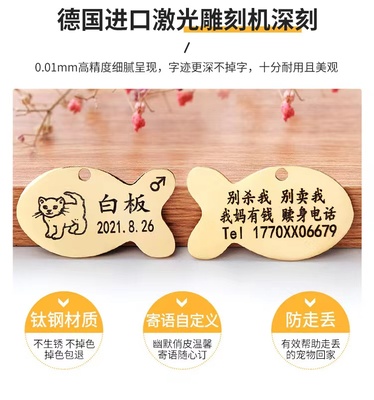 德国进口激光雕刻机深刻
0.01mm高精度细腻呈现，字迹更深不掉字，十分耐用且美观
♂
白板
2021.8.26
别杀我 别卖我
我妈有钱 赎身电话
Tel 1770XX06679
钛钢材质
不生锈 不掉色
掉色包退
寄语自定义
幽默俏皮温馨
寄语随心订
防走丢
有效帮助走丢
的宠物回家